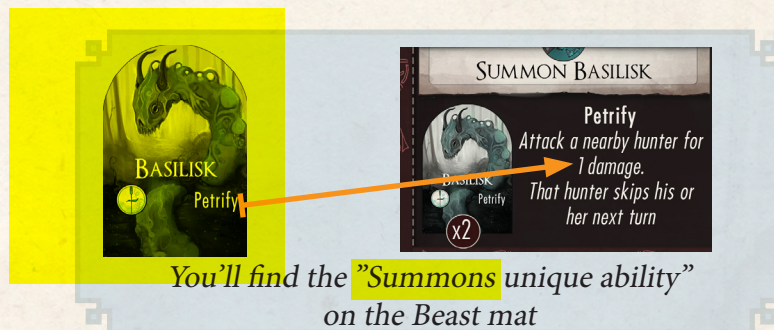 BASILISK
Petrify
SUMMON BASILISK
BASILISK
Petrify
x2
Petrify
Attack a nearby hunter for
1 damage.
That hunter skips his or
her next turn
You'll find the ”Summons unique ability”
on the Beast mat